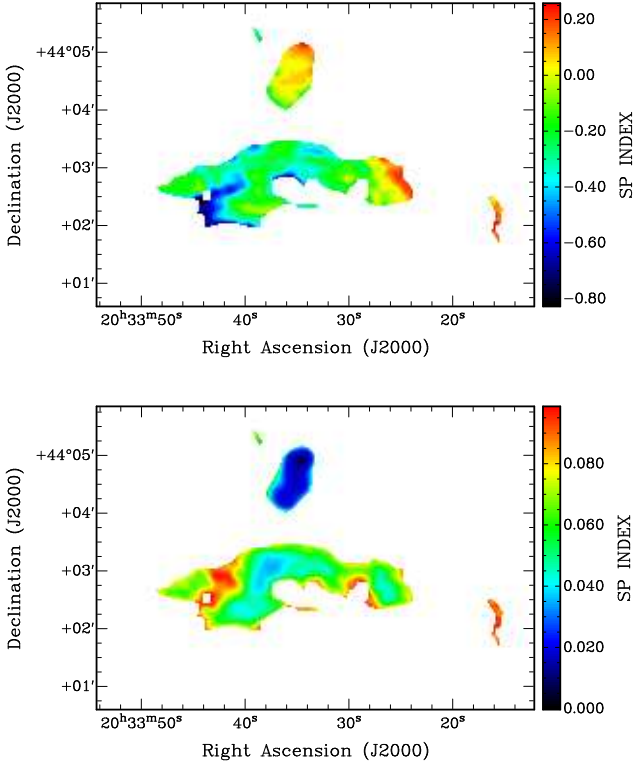 +44°05′
+04′
+03′
+02′
+01′
Declination (J2000)
20ʰ33ᵐ50ˢ 40ˢ 30ˢ 20ˢ
Right Ascension (J2000)
0.20
0.00
−0.20
−0.40
−0.60
−0.80
SP INDEX
+44°05′
+04′
+03′
+02′
+01′
Declination (J2000)
20ʰ33ᵐ50ˢ 40ˢ 30ˢ 20ˢ
Right Ascension (J2000)
0.080
0.060
0.040
0.020
0.000
SP INDEX